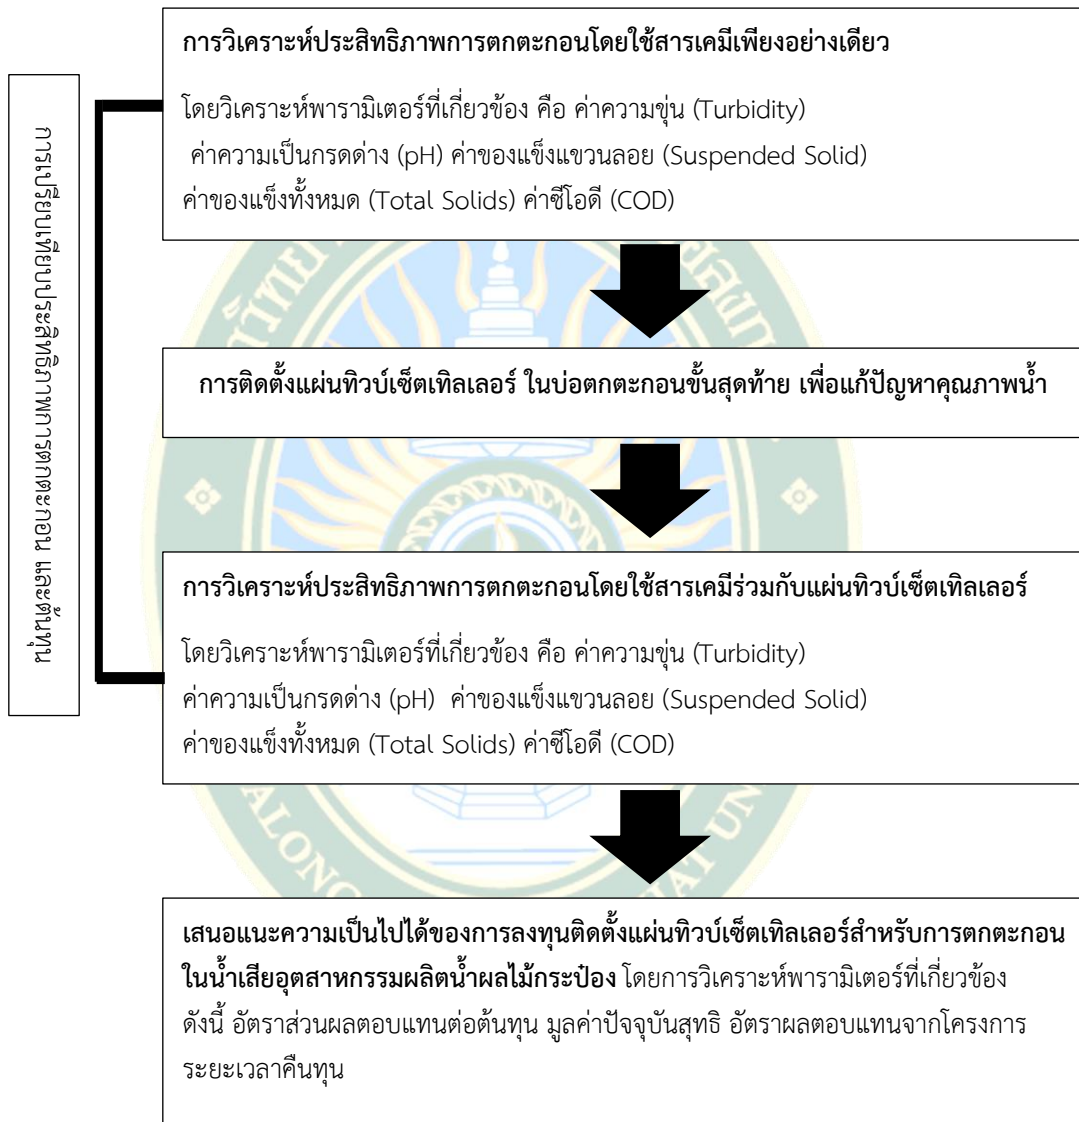 การวิเคราะห์ประสิทธิภาพการตกตะกอนโดยใช้สารเคมีเพียงอย่างเดียว
โดยวิเคราะห์พารามิเตอร์ที่เกี่ยวข้อง คือ ค่าความขุ่น (Turbidity)
ค่าความเป็นกรดด่าง (pH) ค่าของแข็งแขวนลอย (Suspended Solid)
ค่าของแข็งทั้งหมด (Total Solids) ค่าซีโอดี (COD)
การเปรียบเทียบประสิทธิภาพการตกตะกอน และต้นทุน
การติดตั้งแผ่นทิวบ์เซ็ตเทิลเลอร์ ในบ่อตกตะกอนขั้นสุดท้าย เพื่อแก้ปัญหาคุณภาพน้ำ
การวิเคราะห์ประสิทธิภาพการตกตะกอนโดยใช้สารเคมีร่วมกับแผ่นทิวบ์เซ็ตเทิลเลอร์
โดยวิเคราะห์พารามิเตอร์ที่เกี่ยวข้อง คือ ค่าความขุ่น (Turbidity)
ค่าความเป็นกรดด่าง (pH) ค่าของแข็งแขวนลอย (Suspended Solid)
ค่าของแข็งทั้งหมด (Total Solids) ค่าซีโอดี (COD)
เสนอแนะความเป็นไปได้ของการลงทุนติดตั้งแผ่นทิวบ์เซ็ตเทิลเลอร์สำหรับการตกตะกอน
ในน้ำเสียอุตสาหกรรมผลิตน้ำผลไม้กระป๋อง โดยการวิเคราะห์พารามิเตอร์ที่เกี่ยวข้อง
ดังนี้ อัตราส่วนผลตอบแทนต่อต้นทุน มูลค่าปัจจุบันสุทธิ อัตราผลตอบแทนจากโครงการ
ระยะเวลาคืนทุน